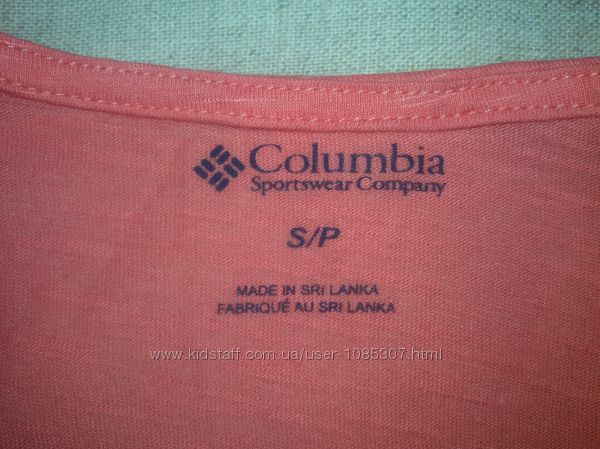 Columbia
Sportswear Company
S/P
MADE IN SRI LANKA
FABRIQUÉ AU SRI LANKA
www.kidstaff.com.ua/user-1085307.html